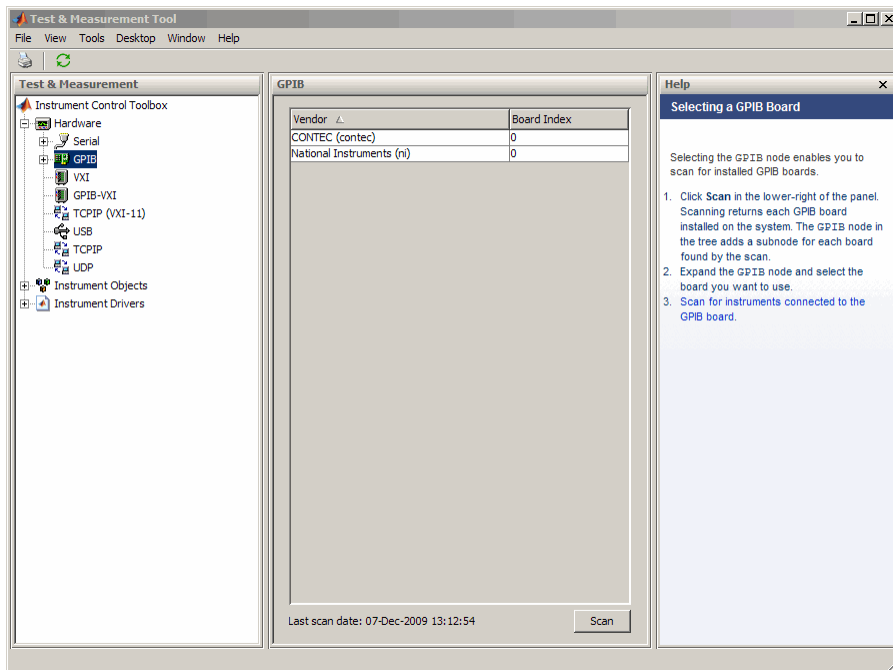 Test & Measurement Tool
File View Tools Desktop Window Help
Test & Measurement
Instrument Control Toolbox
Hardware
Serial
GPIB
VXI
GPIB-VXI
TCPIP (VXI-11)
USB
TCPIP
UDP
Instrument Objects
Instrument Drivers
GPIB
Vendor Board Index
CONTEC (contec) 0
National Instruments (ni) 0
Last scan date: 07-Dec-2009 13:12:54
Scan
Help
Selecting a GPIB Board
Selecting the GPIB node enables you to
scan for installed GPIB boards.
1. Click Scan in the lower-right of the panel.
Scanning returns each GPIB board
installed on the system. The GPIB node in
the tree adds a subnode for each board
found by the scan.
2. Expand the GPIB node and select the
board you want to use.
3. Scan for instruments connected to the
GPIB board.